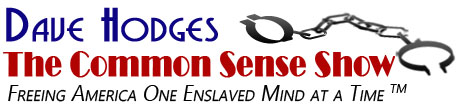 Dave Hodges
The Common Sense Show
Freeing America One Enslaved Mind at a Time ™